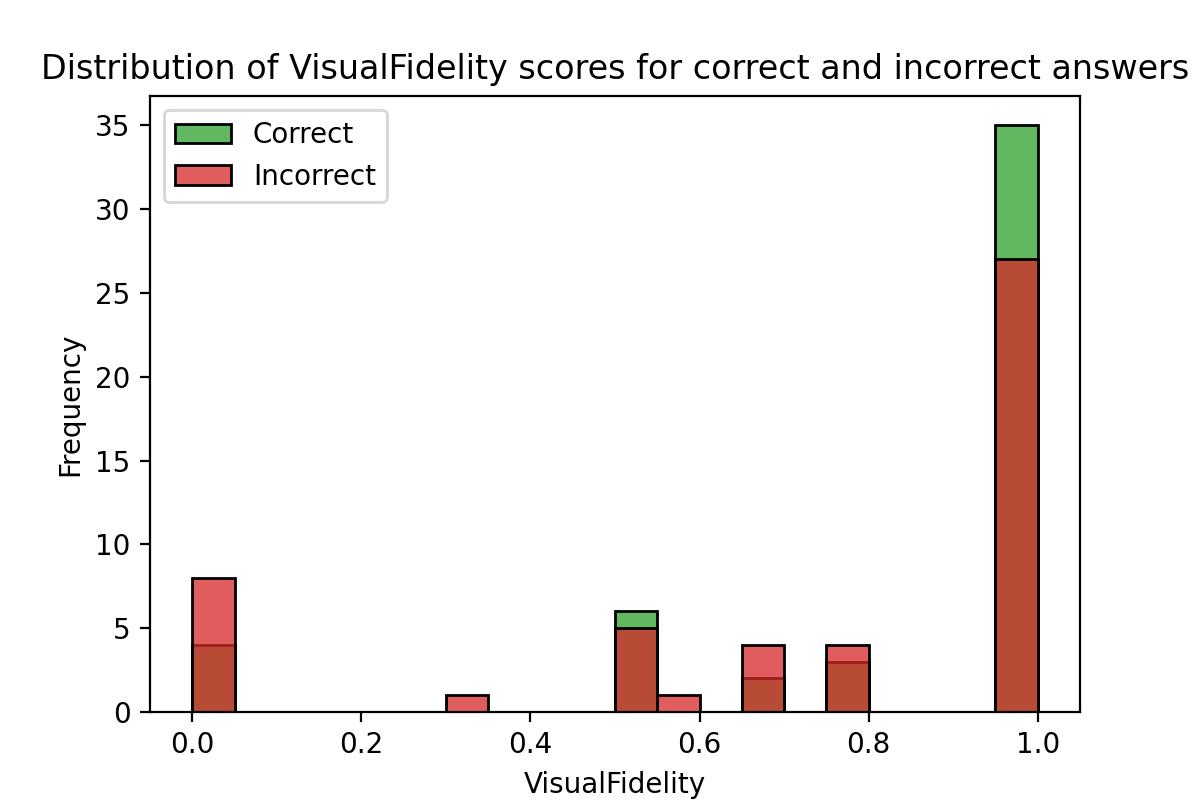 Distribution of VisualFidelity scores for correct and incorrect answers
Correct
Incorrect
35
30
25
20
15
10
5
0
Frequency
0.0 0.2 0.4 0.6 0.8 1.0
VisualFidelity